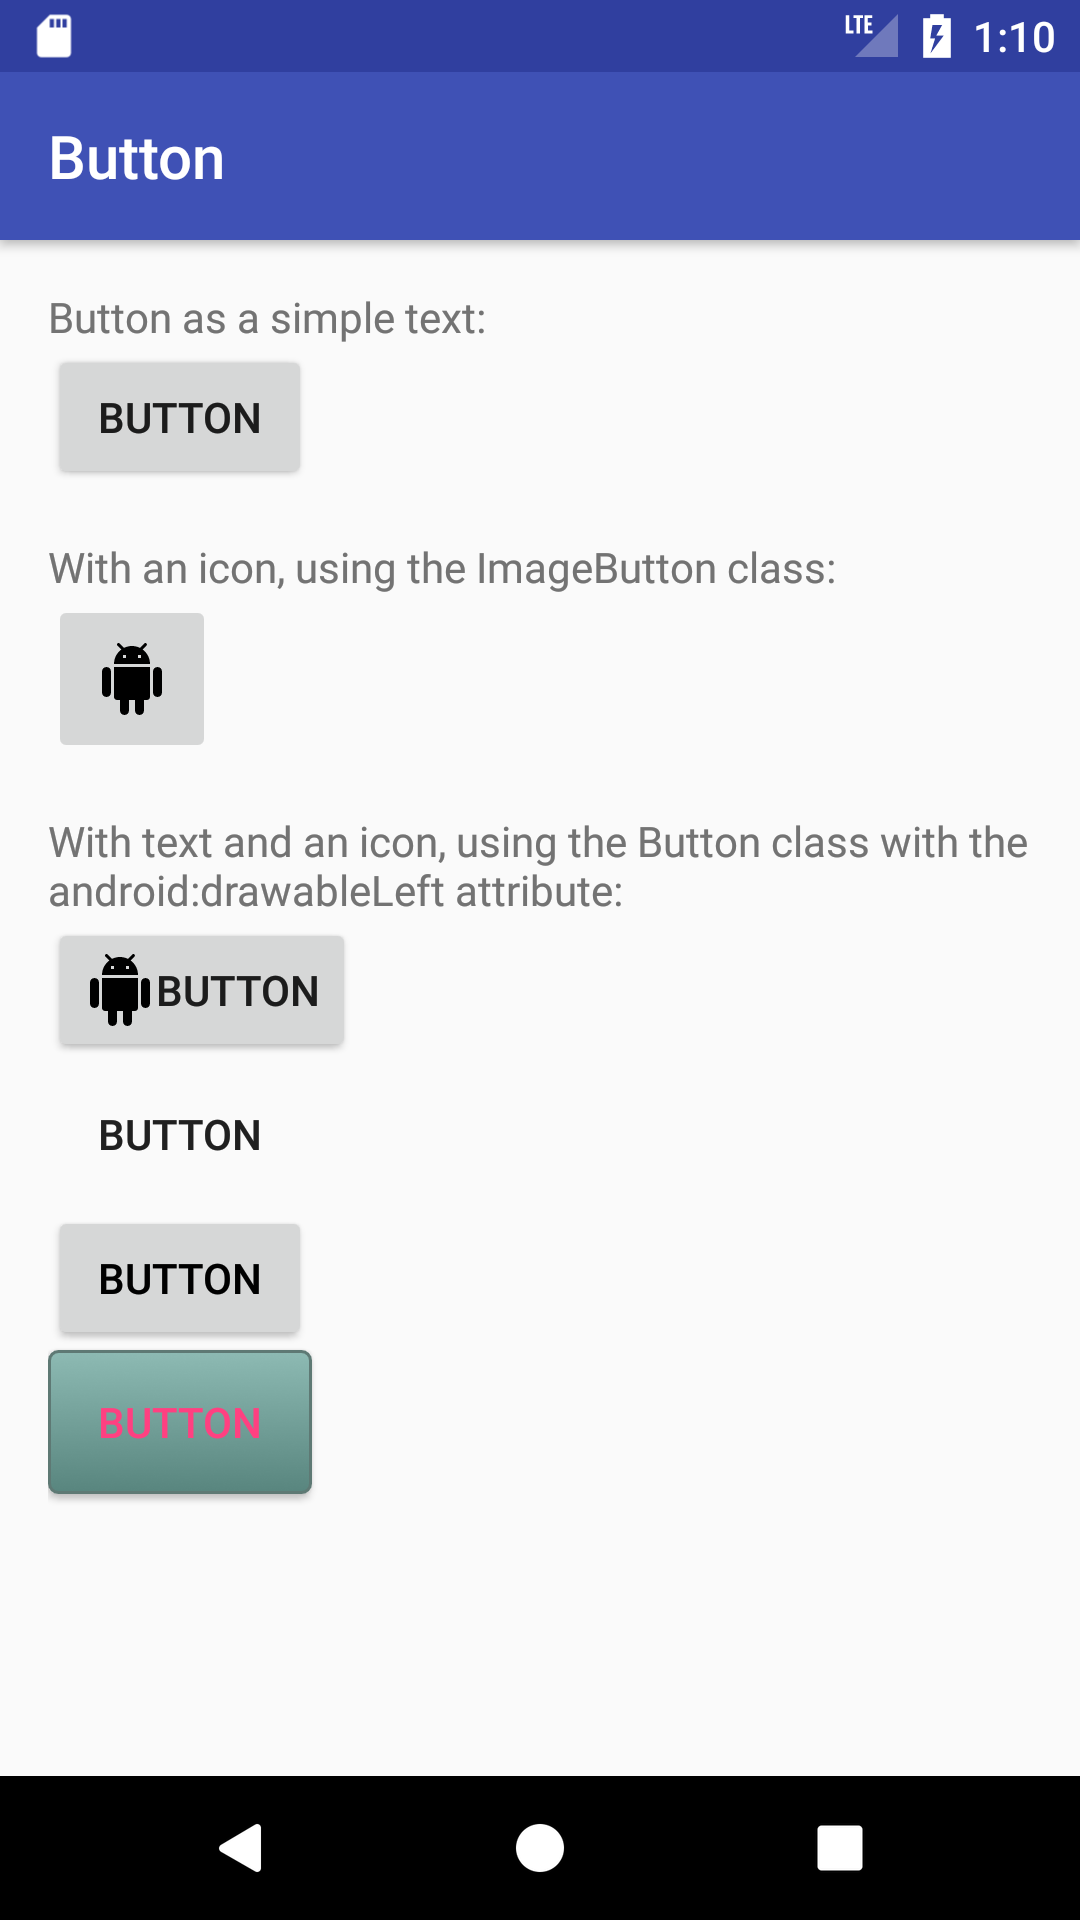 LTE 1:10
Button
Button as a simple text:
BUTTON
With an icon, using the ImageButton class:
With text and an icon, using the Button class with the
android:drawableLeft attribute:
BUTTON
BUTTON
BUTTON
BUTTON